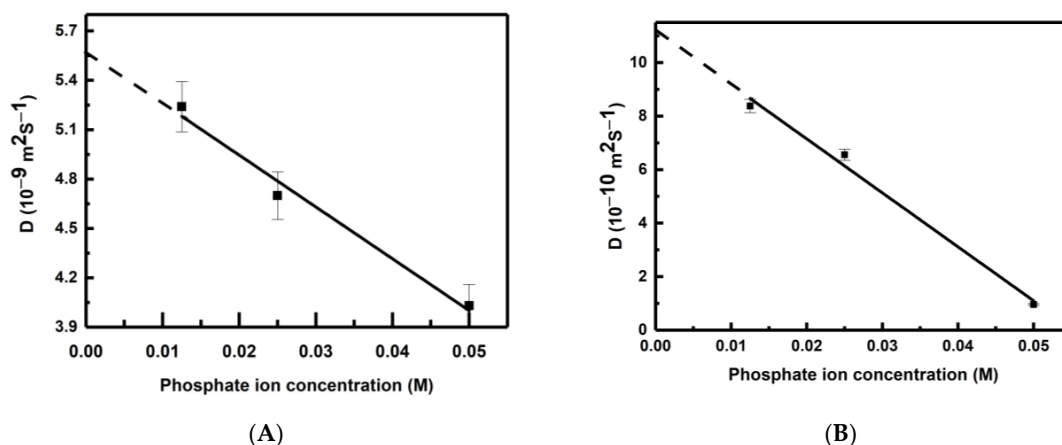 5.7
5.4
5.1
4.8
4.5
4.2
3.9
D (10⁻⁹ m²S⁻¹)
0.00 0.01 0.02 0.03 0.04 0.05
Phosphate ion concentration (M)
(A)
10
8
6
4
2
0
D (10⁻¹⁰ m²S⁻¹)
0.00 0.01 0.02 0.03 0.04 0.05
Phosphate ion concentration (M)
(B)